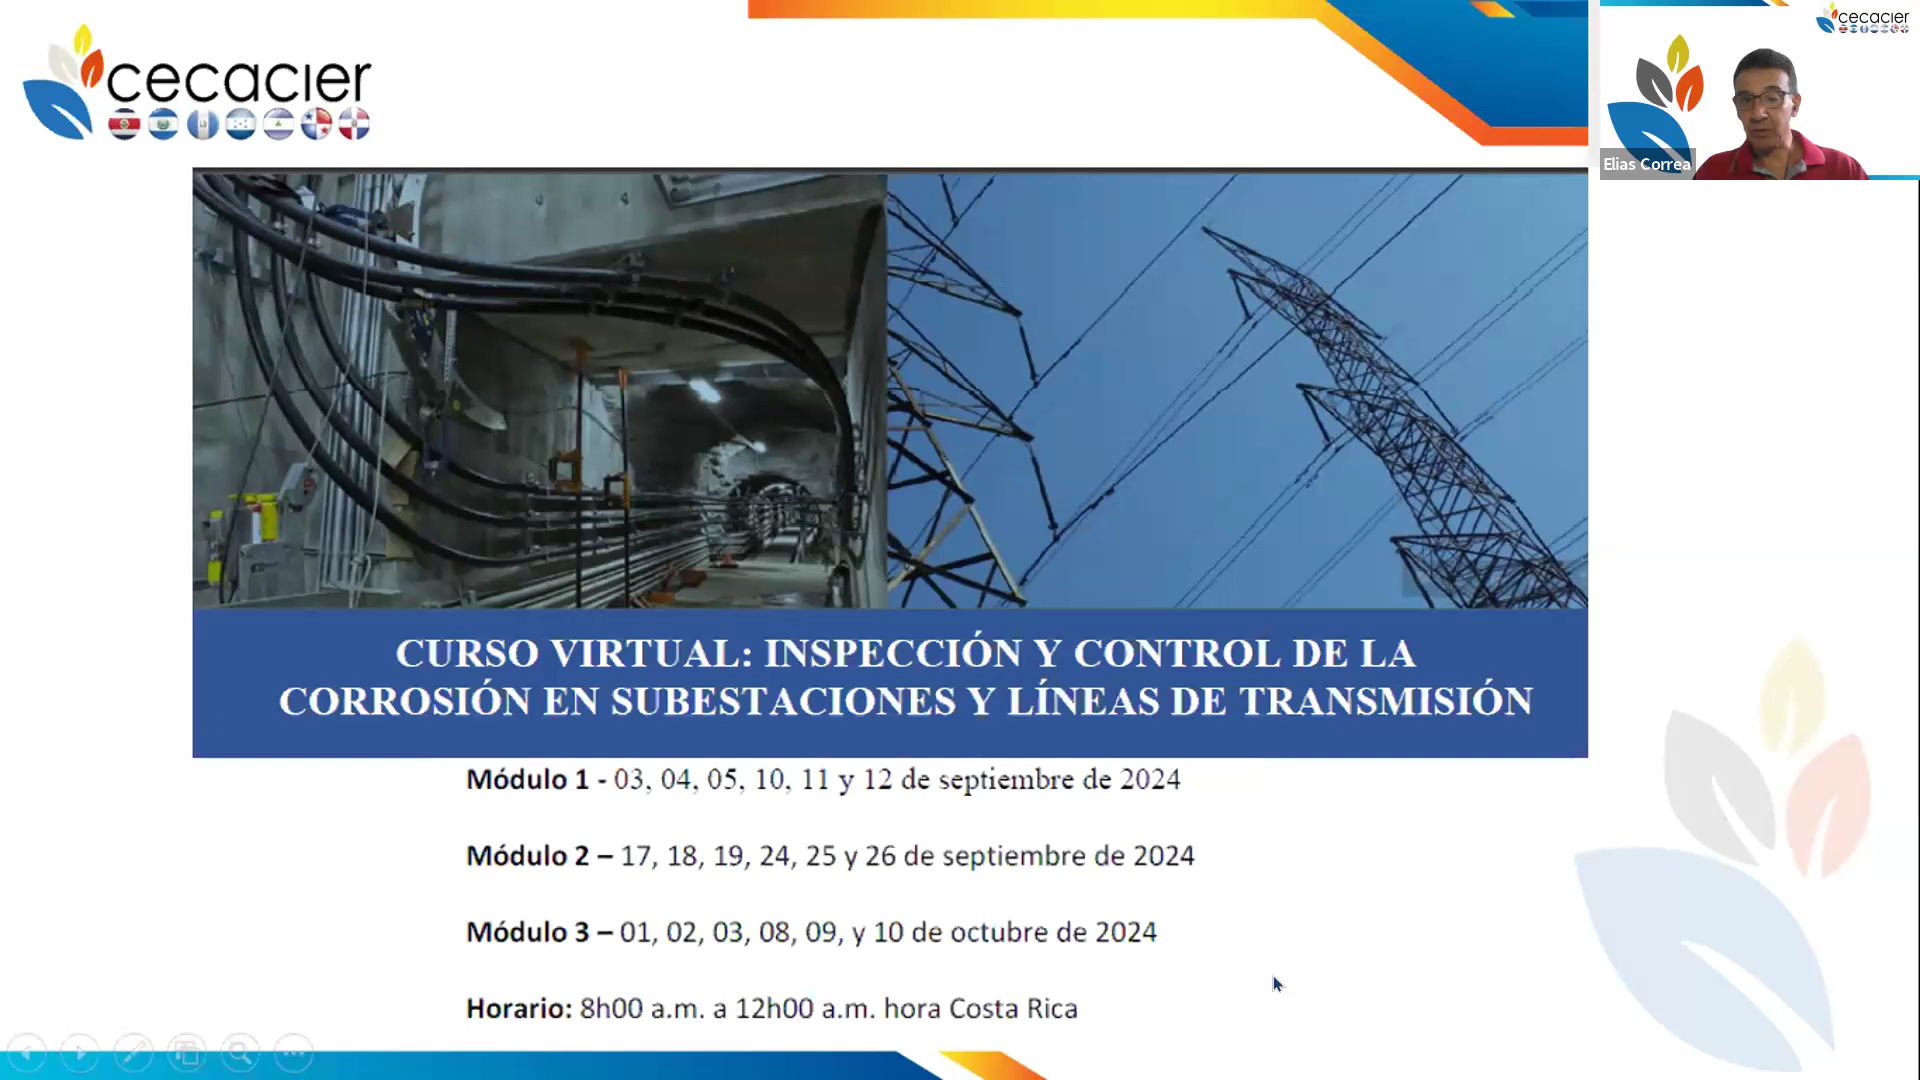 cecacier
cecacier
Elias Correa
CURSO VIRTUAL: INSPECCIÓN Y CONTROL DE LA
CORROSIÓN EN SUBESTACIONES Y LÍNEAS DE TRANSMISIÓN
Módulo 1 - 03, 04, 05, 10, 11 y 12 de septiembre de 2024
Módulo 2 – 17, 18, 19, 24, 25 y 26 de septiembre de 2024
Módulo 3 – 01, 02, 03, 08, 09, y 10 de octubre de 2024
Horario: 8h00 a.m. a 12h00 a.m. hora Costa Rica